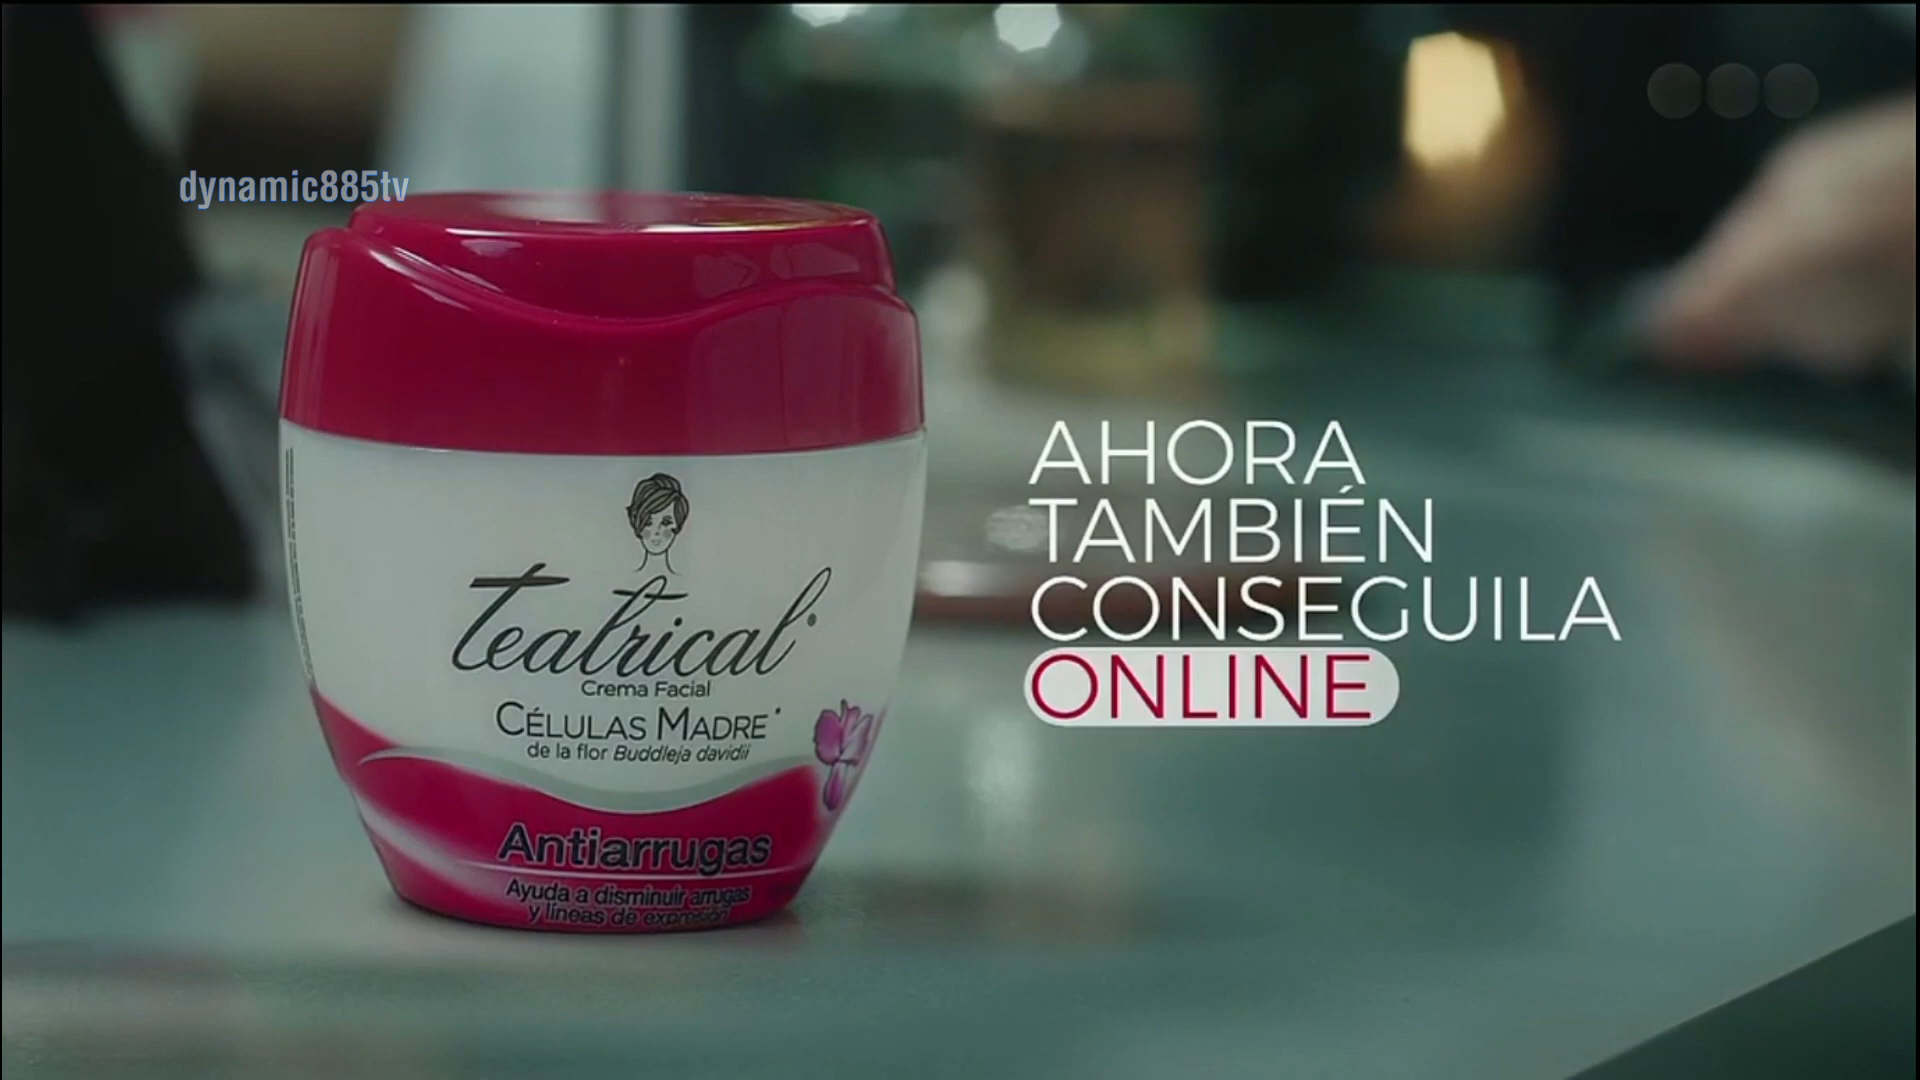 dynamic885tv
Teatrical®
Crema Facial
CÉLULAS MADRE*
de la flor Buddleja davidii
Antiarrugas
Ayuda a disminuir arrugas
y líneas de expresión
AHORA
TAMBIÉN
CONSEGUILA
ONLINE